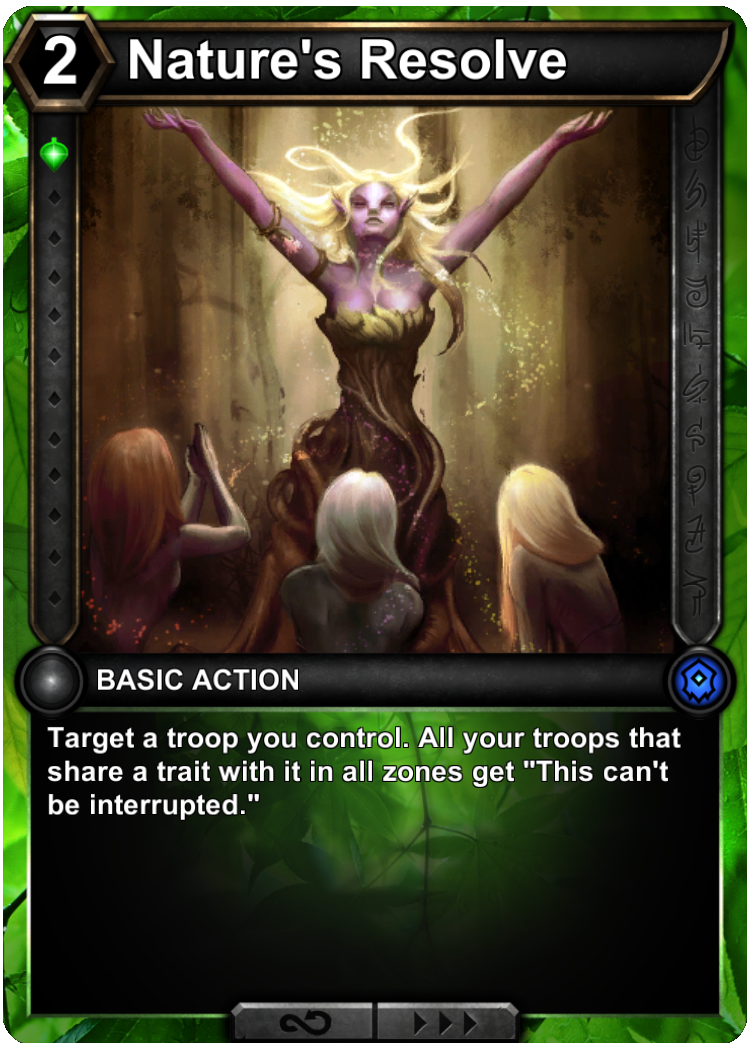 2
Nature's Resolve
BASIC ACTION
Target a troop you control. All your troops that
share a trait with it in all zones get "This can't
be interrupted."